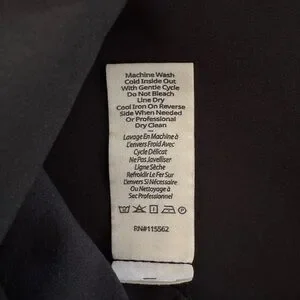 Machine Wash
Cold Inside Out
With Gentle Cycle
Do Not Bleach
Line Dry
Cool Iron On Reverse
Side When Needed
Or Professional
Dry Clean
—
Lavage En Machine à
L'envers Froid Avec
Cycle Délicat
Ne Pas Javelliser
Ligne Sèche
Refroidir Le Fer Sur
L'envers Si Nécessaire
Ou Nettoyage à
Sec Professionnel
RN#115562